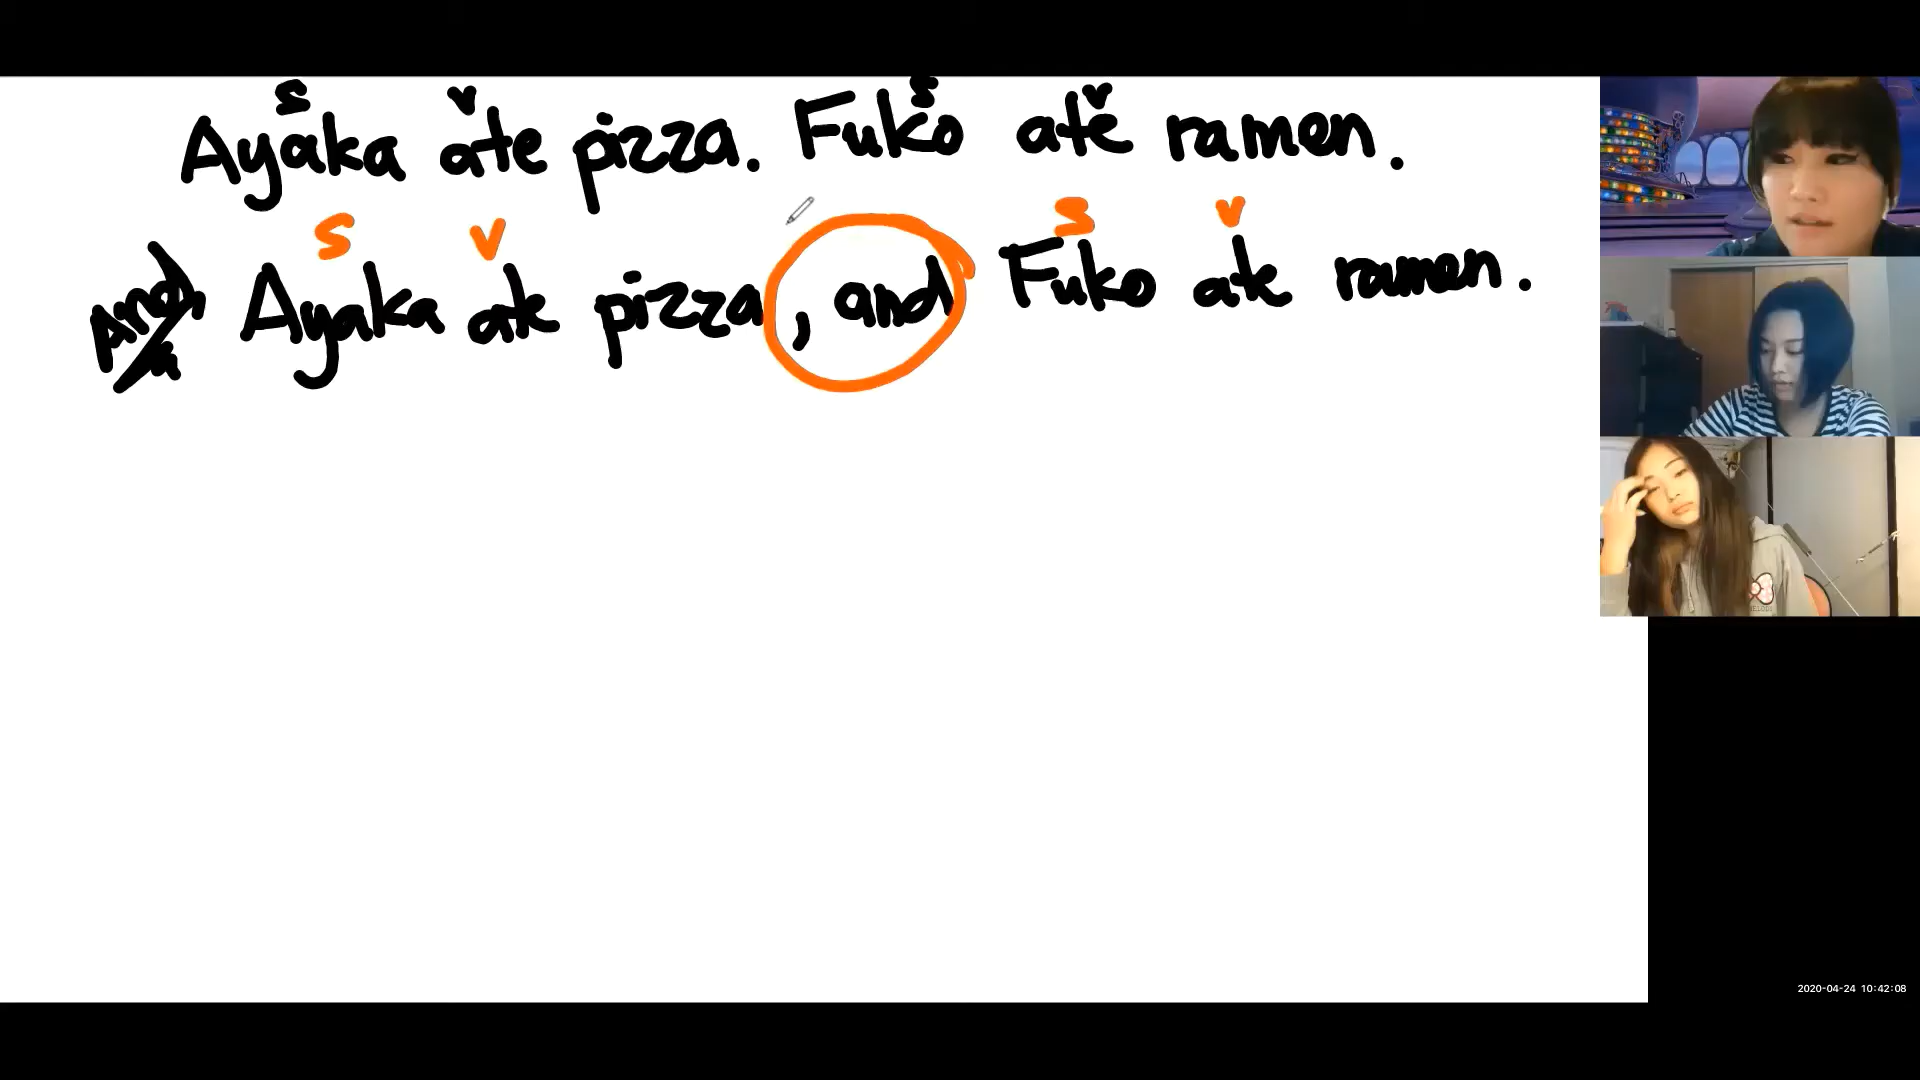 s v s v
Ayaka ate pizza. Fuko ate ramen.
s v s v
And, Ayaka ate pizza, and Fuko ate ramen.
2020-04-24 10:42:08